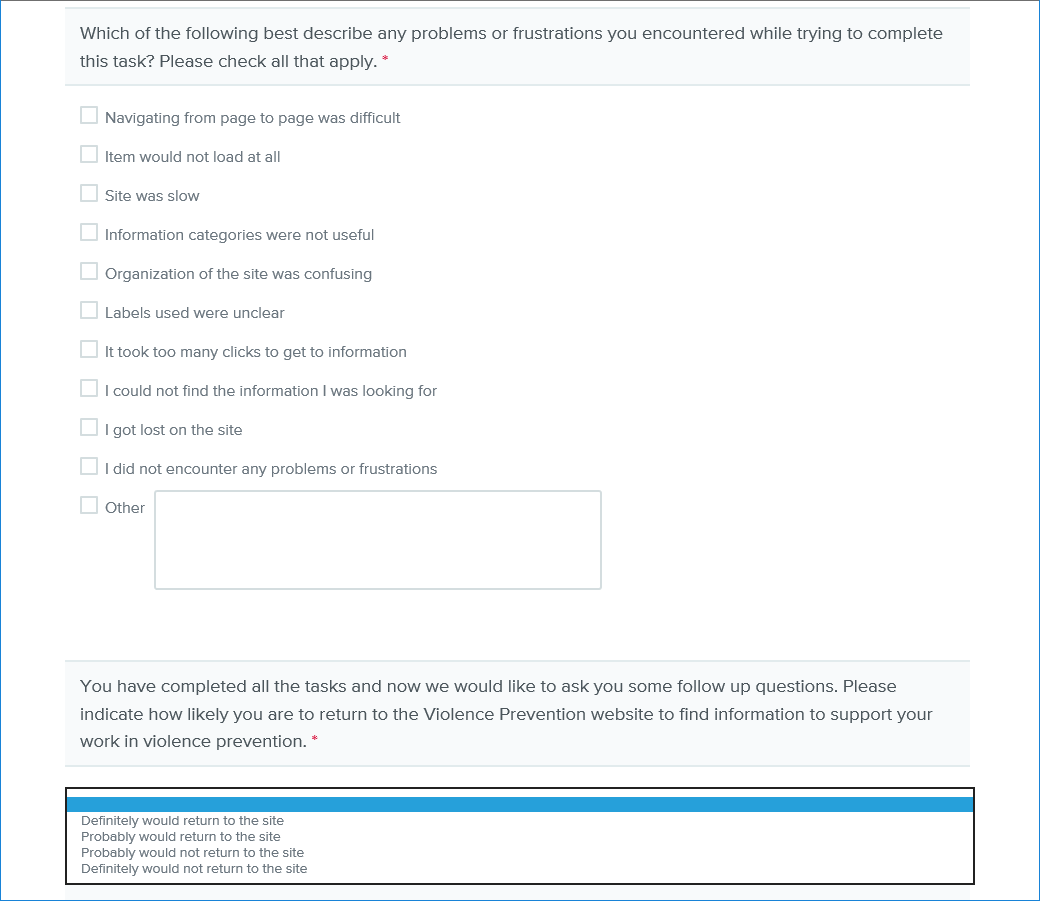 Which of the following best describe any problems or frustrations you encountered while trying to complete
this task? Please check all that apply. *
Navigating from page to page was difficult
Item would not load at all
Site was slow
Information categories were not useful
Organization of the site was confusing
Labels used were unclear
It took too many clicks to get to information
I could not find the information I was looking for
I got lost on the site
I did not encounter any problems or frustrations
Other
You have completed all the tasks and now we would like to ask you some follow up questions. Please
indicate how likely you are to return to the Violence Prevention website to find information to support your
work in violence prevention. *
Definitely would return to the site
Probably would return to the site
Probably would not return to the site
Definitely would not return to the site